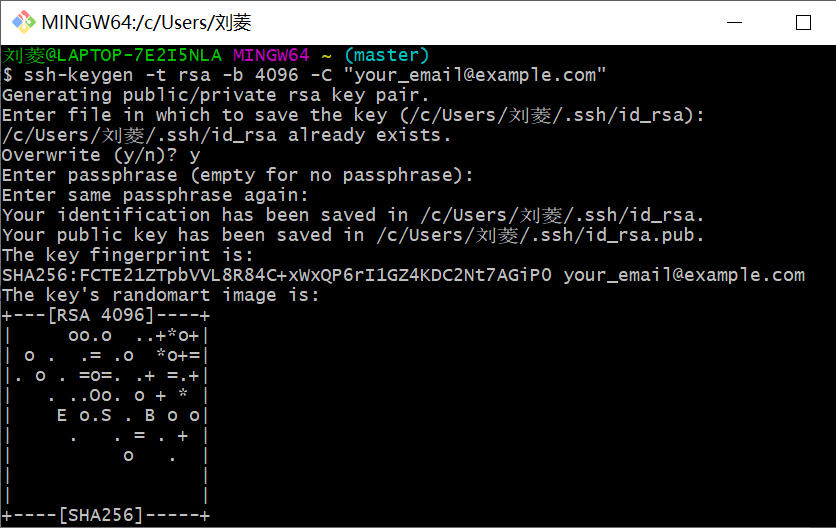 MINGW64:/c/Users/刘菱
刘菱@LAPTOP-7E2I5NLA MINGW64 ~ (master)
$ ssh-keygen -t rsa -b 4096 -C "your_email@example.com"
Generating public/private rsa key pair.
Enter file in which to save the key (/c/Users/刘菱/.ssh/id_rsa):
/c/Users/刘菱/.ssh/id_rsa already exists.
Overwrite (y/n)? y
Enter passphrase (empty for no passphrase):
Enter same passphrase again:
Your identification has been saved in /c/Users/刘菱/.ssh/id_rsa.
Your public key has been saved in /c/Users/刘菱/.ssh/id_rsa.pub.
The key fingerprint is:
SHA256:FCTE21ZTpbVVL8R84C+xWxQP6rI1GZ4KDC2Nt7AGiP0 your_email@example.com
The key's randomart image is:
+---[RSA 4096]----+
|     oo.o  ..+*o+|
| o .  .= .o  *o+=|
|. o . =o=. .+ =.+|
|   . ..Oo. o + * |
|    E o.S . B o o|
|     .   . = . + |
|          o   .  |
|                 |
|                 |
+----[SHA256]-----+